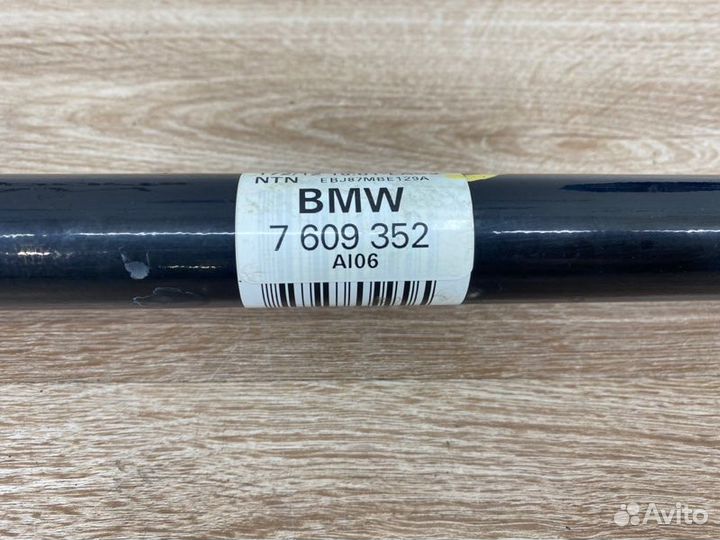 NTN EBJ87MBE129A
BMW
7 609 352
AI06
Avito